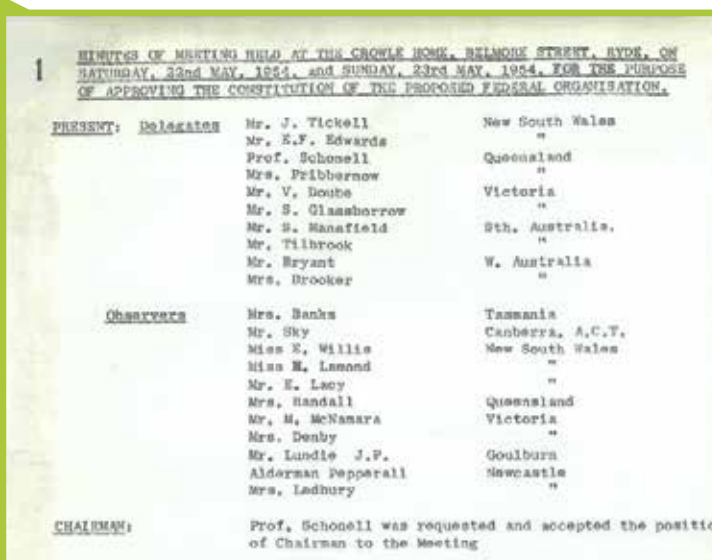 1
MINUTES OF MEETING HELD AT THE CROWLE HOME, BELMORE STREET, RYDE, ON
SATURDAY, 22nd MAY, 1954, and SUNDAY, 23rd MAY, 1954, FOR THE PURPOSE
OF APPROVING THE CONSTITUTION OF THE PROPOSED FEDERAL ORGANISATION.
PRESENT: Delegates Mr. J. Tickell New South Wales
Mr. E.F. Edwards "
Prof. Schonell Queensland
Mrs. Pribbernow "
Mr. V. Doube Victoria
Mr. S. Glassborrow "
Mr. S. Mansfield Sth. Australia.
Mr. Tilbrook "
Mr. Bryant W. Australia
Mrs. Brooker "
Observers Mrs. Banks Tasmania
Mr. Sky Canberra, A.C.T.
Miss E. Willis New South Wales
Miss M. Lamond "
Mr. E. Lacy "
Mrs. Randall Queensland
Mr. M. McNamara Victoria
Mrs. Denby "
Mr. Lundie J.P. Goulburn
Alderman Pepperall Newcastle
Mrs. Ledbury "
CHAIRMAN: Prof. Schonell was requested and accepted the positio
of Chairman to the Meeting